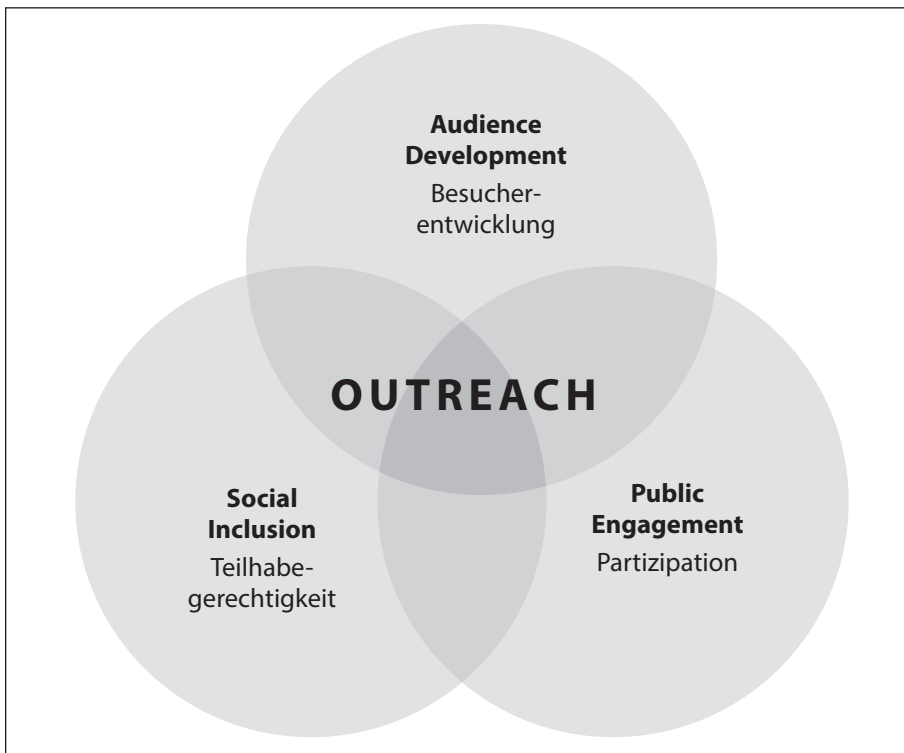 Audience
Development
Besucher-
entwicklung
OUTREACH
Social
Inclusion
Teilhabe-
gerechtigkeit
Public
Engagement
Partizipation